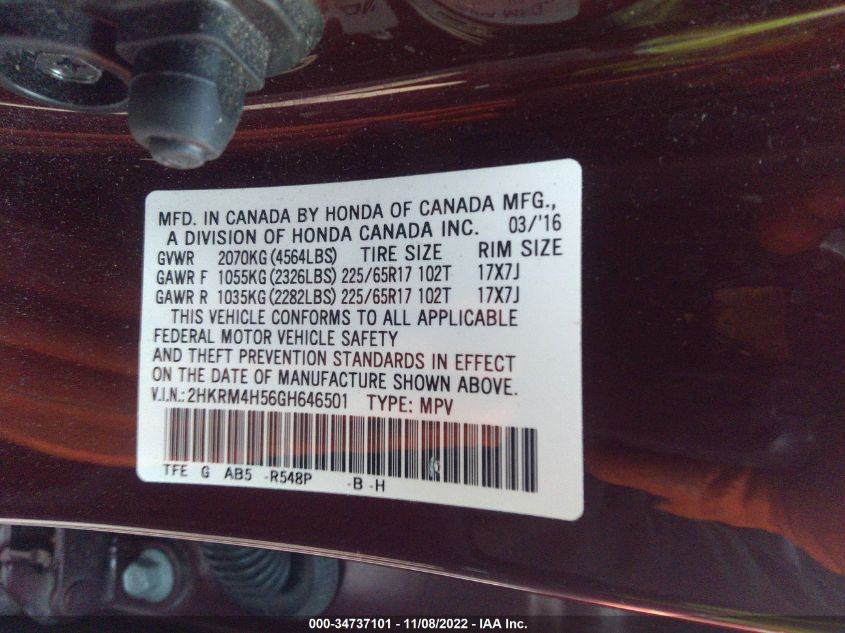 MFD. IN CANADA BY HONDA OF CANADA MFG.,
A DIVISION OF HONDA CANADA INC. 03/'16
GVWR 2070KG (4564LBS) TIRE SIZE RIM SIZE
GAWR F 1055KG (2326LBS) 225/65R17 102T 17X7J
GAWR R 1035KG (2282LBS) 225/65R17 102T 17X7J
THIS VEHICLE CONFORMS TO ALL APPLICABLE
FEDERAL MOTOR VEHICLE SAFETY
AND THEFT PREVENTION STANDARDS IN EFFECT
ON THE DATE OF MANUFACTURE SHOWN ABOVE.
V.I.N.: 2HKRM4H56GH646501 TYPE: MPV
TFE G AB5 -R548P -B -H
000-34737101 - 11/08/2022 - IAA Inc.